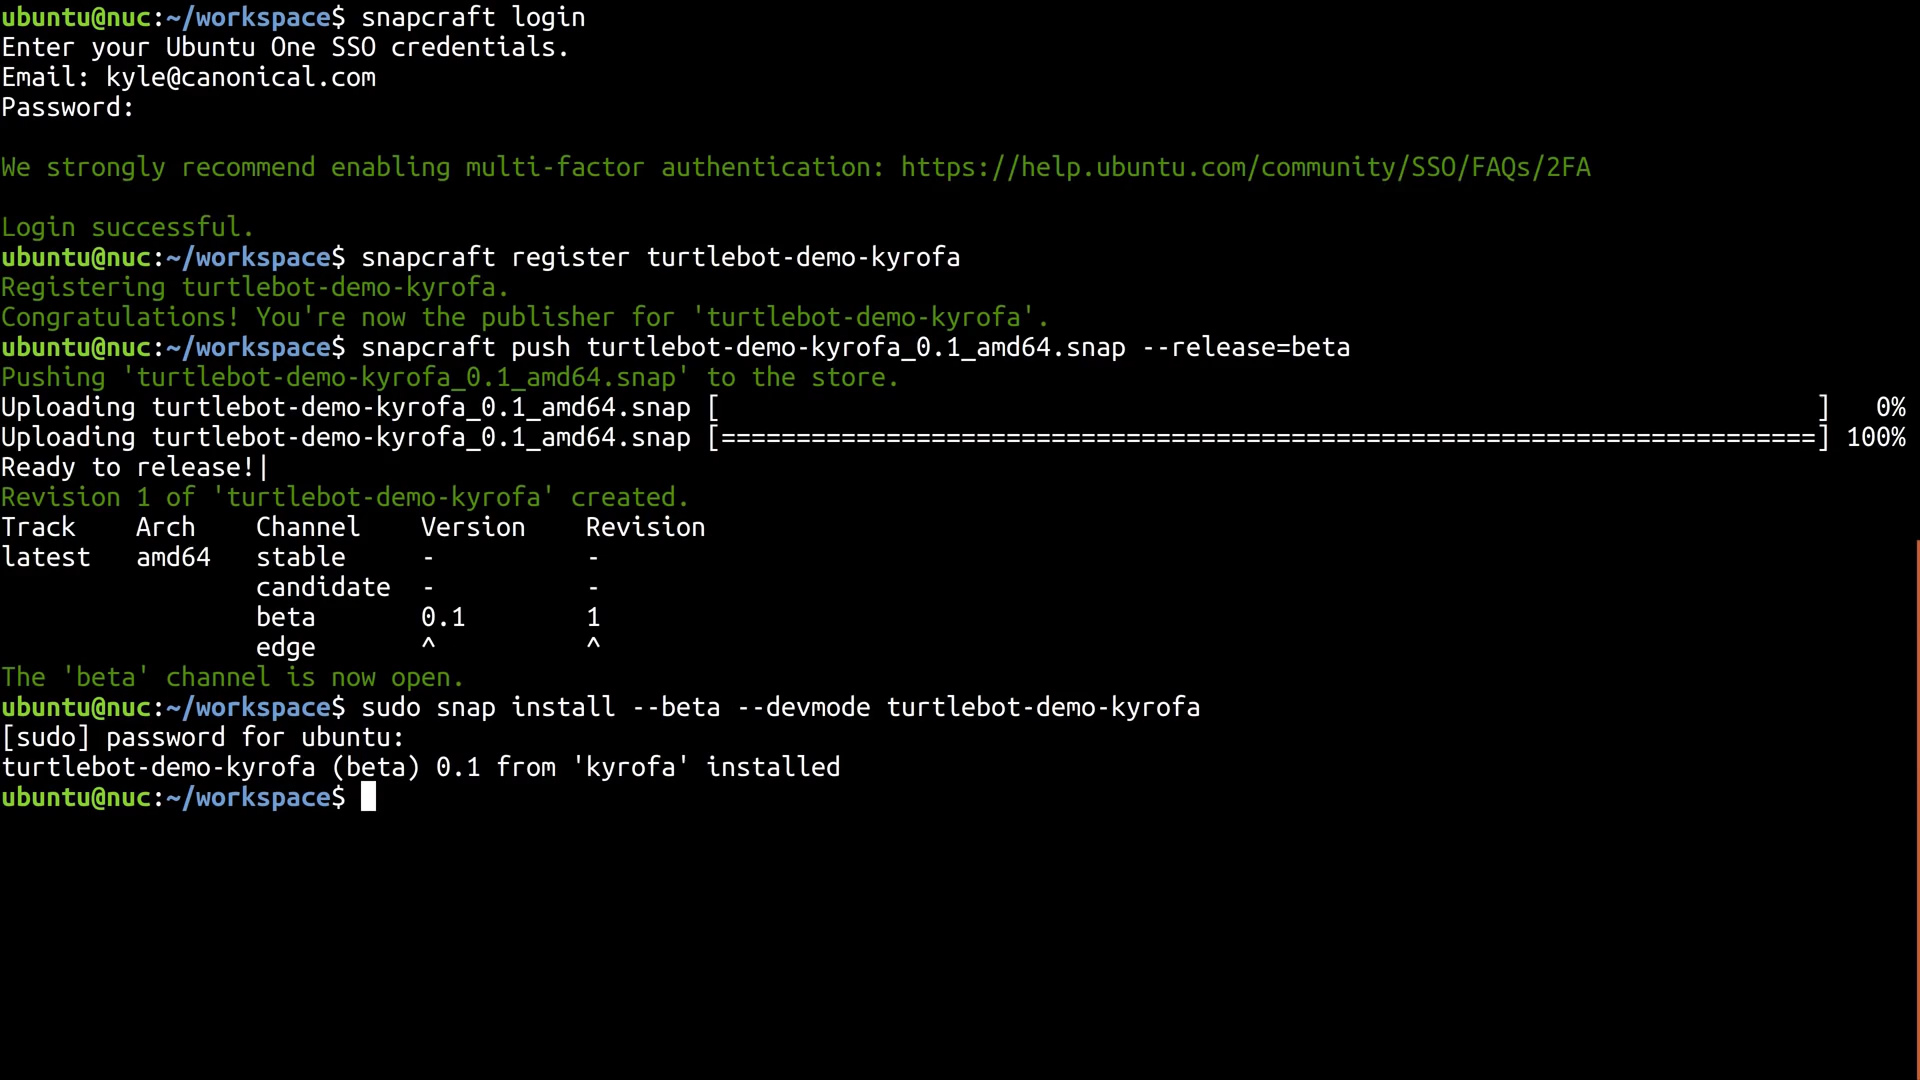 ubuntu@nuc:~/workspace$ snapcraft login
Enter your Ubuntu One SSO credentials.
Email: kyle@canonical.com
Password:
We strongly recommend enabling multi-factor authentication: https://help.ubuntu.com/community/SSO/FAQs/2FA
Login successful.
ubuntu@nuc:~/workspace$ snapcraft register turtlebot-demo-kyrofa
Registering turtlebot-demo-kyrofa.
Congratulations! You're now the publisher for 'turtlebot-demo-kyrofa'.
ubuntu@nuc:~/workspace$ snapcraft push turtlebot-demo-kyrofa_0.1_amd64.snap --release=beta
Pushing 'turtlebot-demo-kyrofa_0.1_amd64.snap' to the store.
Uploading turtlebot-demo-kyrofa_0.1_amd64.snap [                                                                         ]   0%
Uploading turtlebot-demo-kyrofa_0.1_amd64.snap [=========================================================================] 100%
Ready to release!|
Revision 1 of 'turtlebot-demo-kyrofa' created.
Track    Arch    Channel    Version    Revision
latest   amd64   stable     -          -
                 candidate  -          -
                 beta       0.1        1
                 edge       ^          ^
The 'beta' channel is now open.
ubuntu@nuc:~/workspace$ sudo snap install --beta --devmode turtlebot-demo-kyrofa
[sudo] password for ubuntu:
turtlebot-demo-kyrofa (beta) 0.1 from 'kyrofa' installed
ubuntu@nuc:~/workspace$